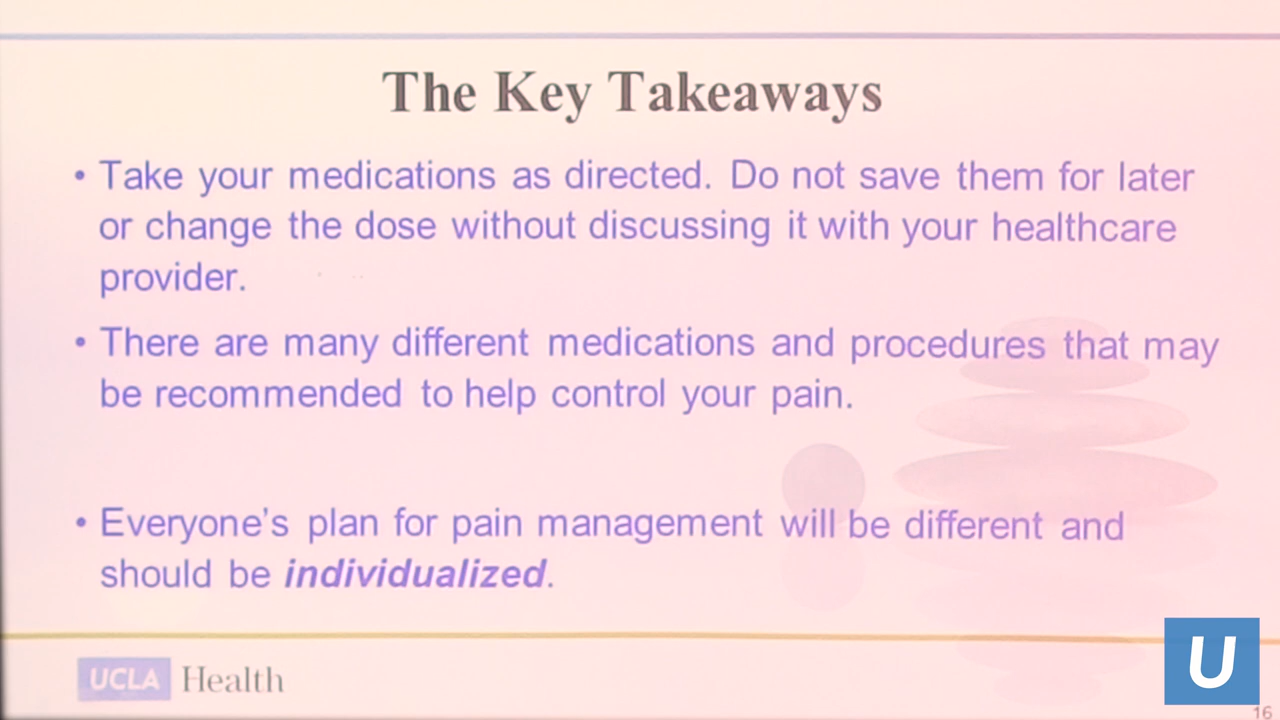 The Key Takeaways
• Take your medications as directed. Do not save them for later
or change the dose without discussing it with your healthcare
provider.
• There are many different medications and procedures that may
be recommended to help control your pain.
• Everyone's plan for pain management will be different and
should be individualized.
UCLA Health
U
16